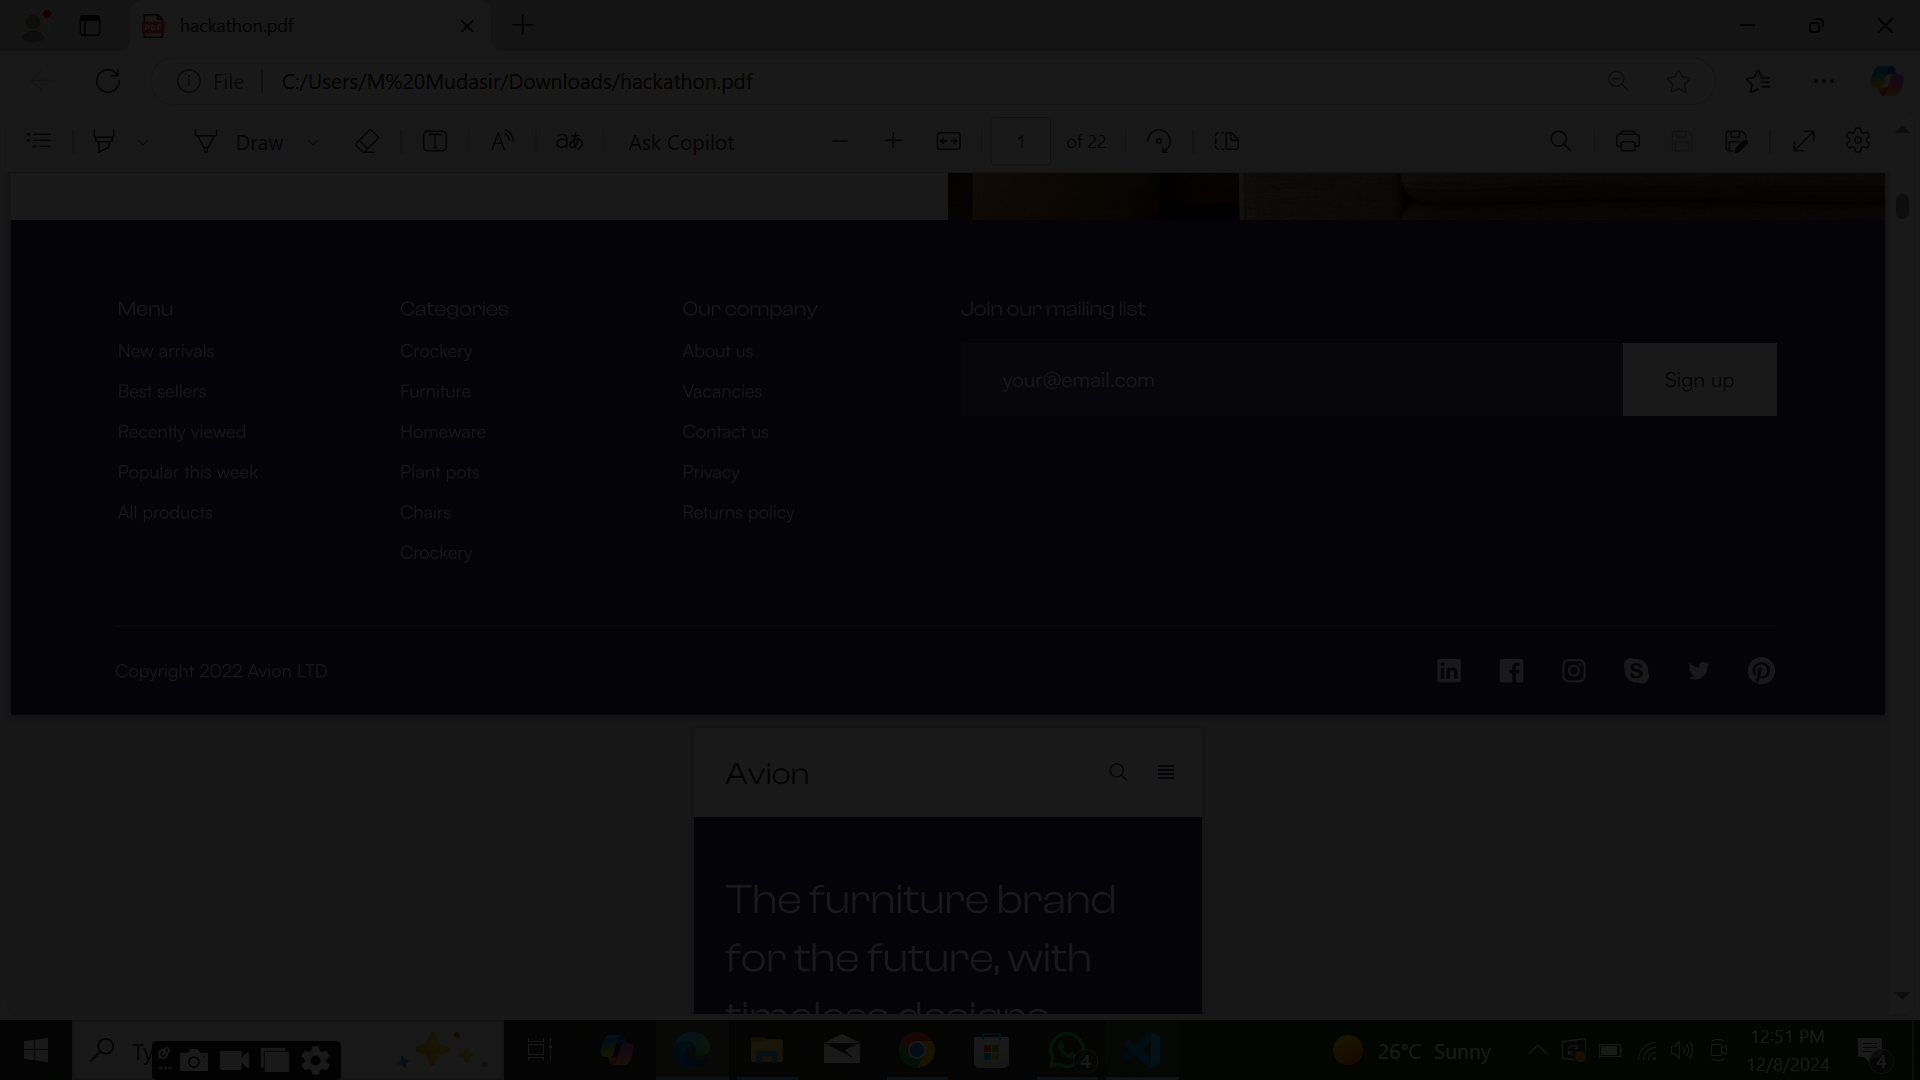 hackathon.pdf
File
C:/Users/M%20Mudasir/Downloads/hackathon.pdf
Draw
Ask Copilot
1
of 22
Menu
New arrivals
Best sellers
Recently viewed
Popular this week
All products
Categories
Crockery
Furniture
Homeware
Plant pots
Chairs
Crockery
Our company
About us
Vacancies
Contact us
Privacy
Returns policy
Join our mailing list
your@email.com
Sign up
Copyright 2022 Avion LTD
Avion
The furniture brand
for the future, with
timeless designs
Ty
4
26°C Sunny
12:51 PM
12/8/2024
4